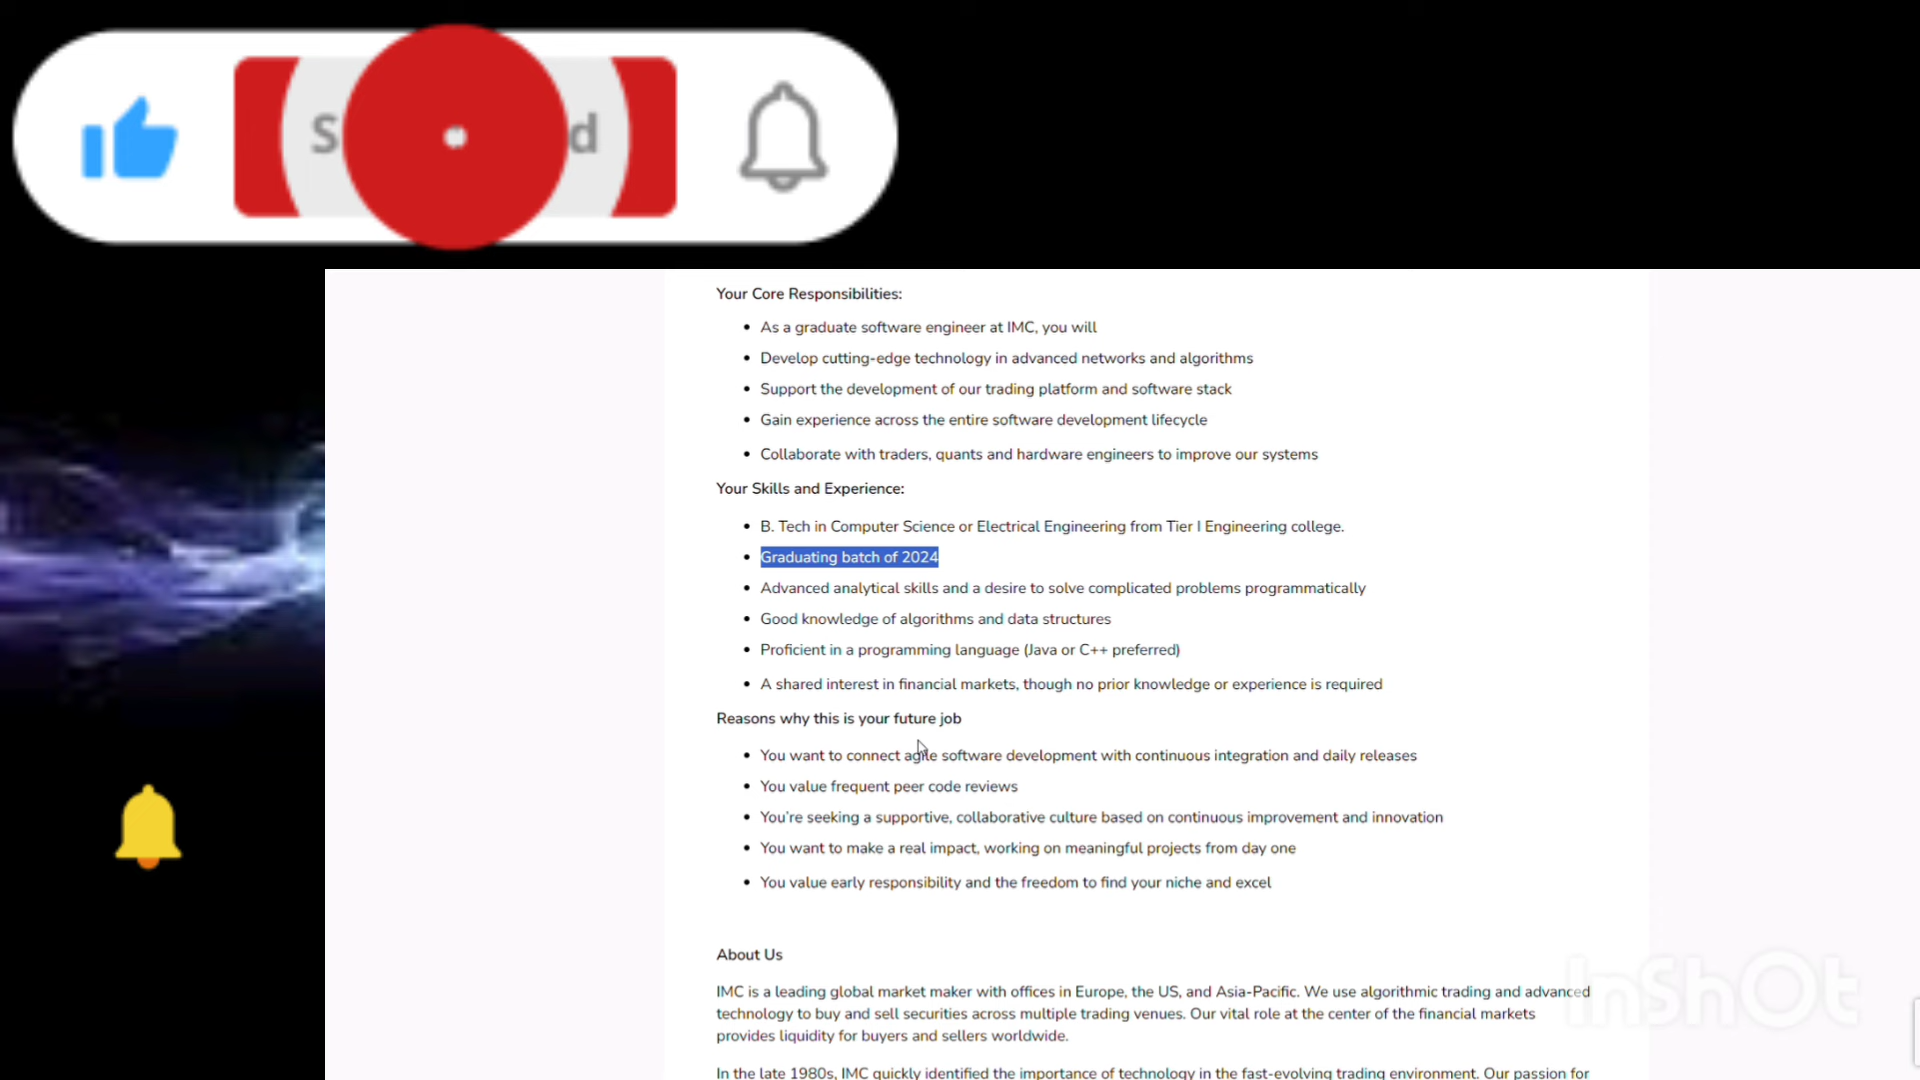 S d
Your Core Responsibilities:
• As a graduate software engineer at IMC, you will
• Develop cutting-edge technology in advanced networks and algorithms
• Support the development of our trading platform and software stack
• Gain experience across the entire software development lifecycle
• Collaborate with traders, quants and hardware engineers to improve our systems
Your Skills and Experience:
• B. Tech in Computer Science or Electrical Engineering from Tier I Engineering college.
• Graduating batch of 2024
• Advanced analytical skills and a desire to solve complicated problems programmatically
• Good knowledge of algorithms and data structures
• Proficient in a programming language (Java or C++ preferred)
• A shared interest in financial markets, though no prior knowledge or experience is required
Reasons why this is your future job
• You want to connect agile software development with continuous integration and daily releases
• You value frequent peer code reviews
• You're seeking a supportive, collaborative culture based on continuous improvement and innovation
• You want to make a real impact, working on meaningful projects from day one
• You value early responsibility and the freedom to find your niche and excel
About Us
IMC is a leading global market maker with offices in Europe, the US, and Asia-Pacific. We use algorithmic trading and advanced
technology to buy and sell securities across multiple trading venues. Our vital role at the center of the financial markets
provides liquidity for buyers and sellers worldwide.
In the late 1980s, IMC quickly identified the importance of technology in the fast-evolving trading environment. Our passion for
InShOt